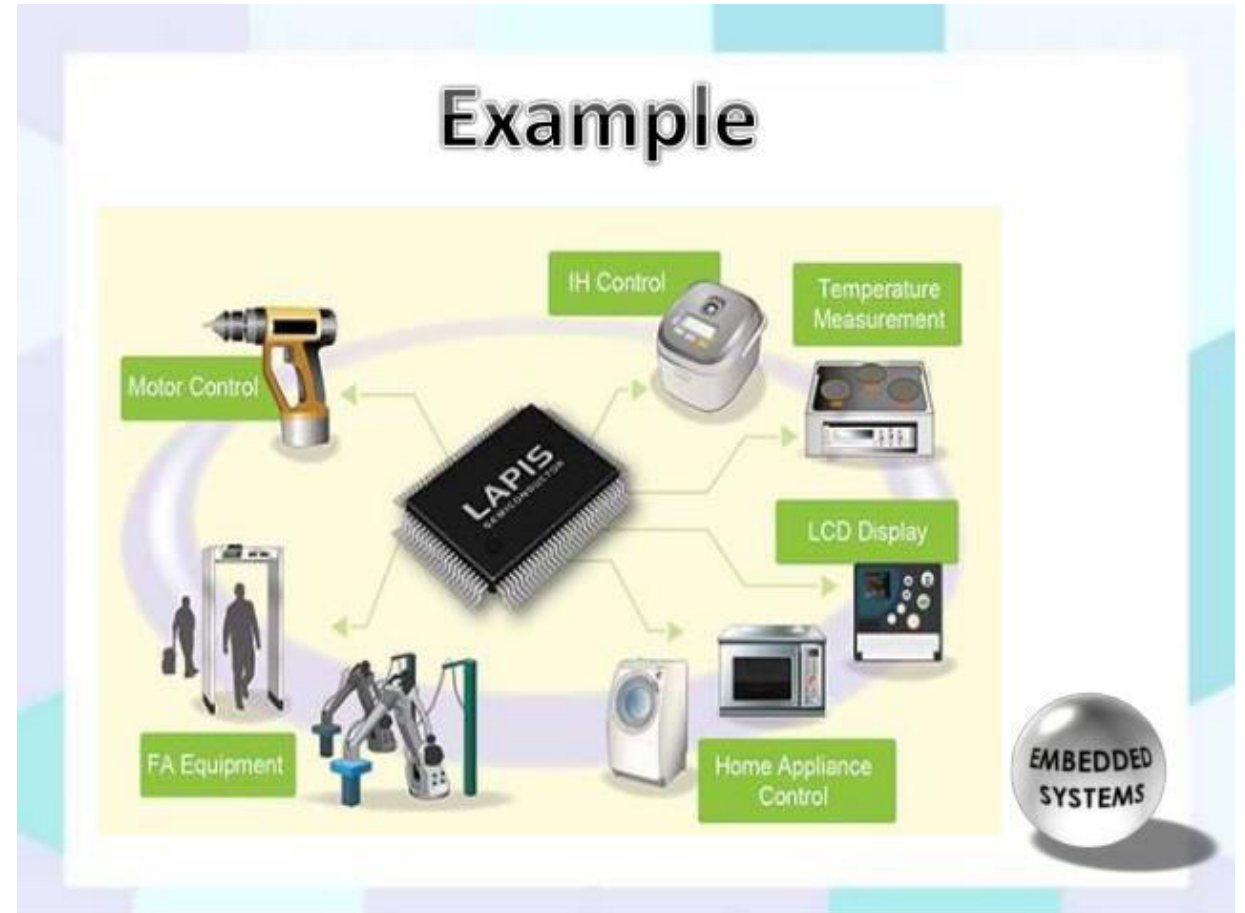 Example
IH Control
Temperature
Measurement
Motor Control
LAPIS
SEMICONDUCTOR
LCD Display
FA Equipment
Home Appliance
Control
EMBEDDED
SYSTEMS